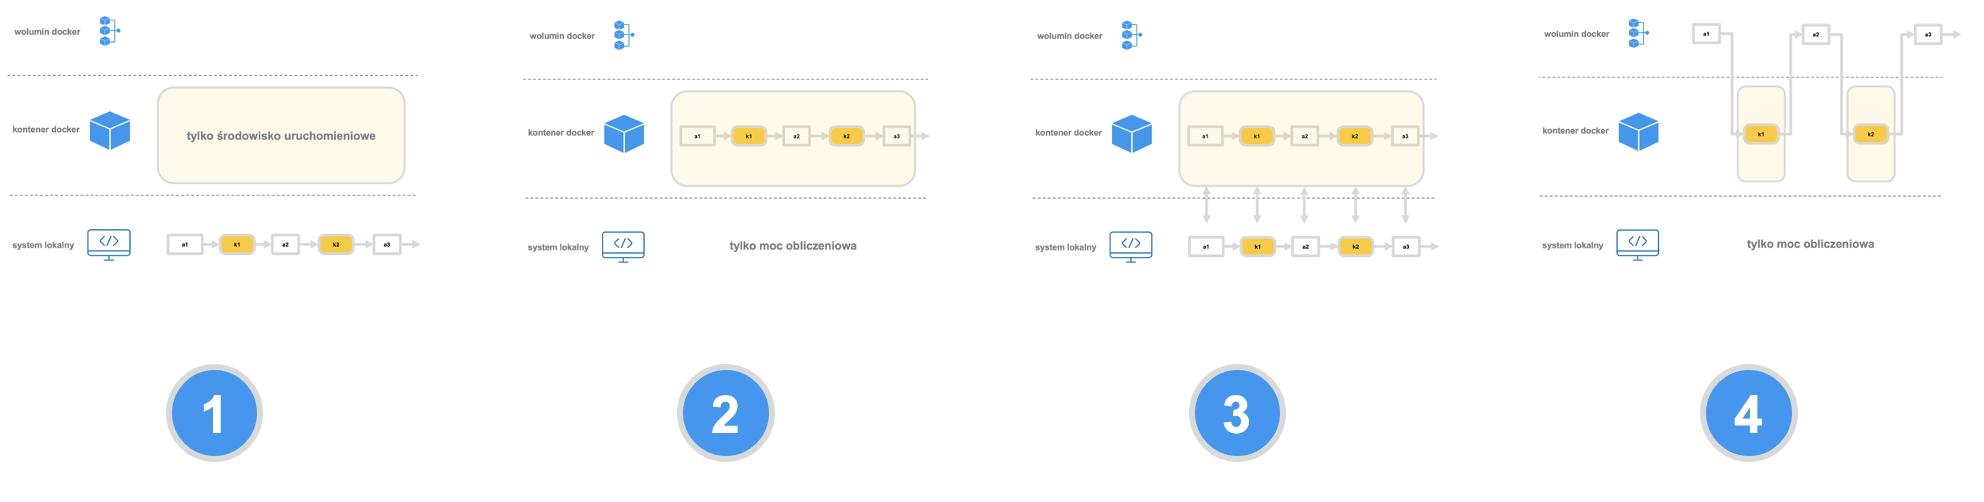 wolumin docker
kontener docker
tylko środowisko uruchomieniowe
system lokalny
</>
a1
k1
a2
k2
a3
1
wolumin docker
kontener docker
a1
k1
a2
k2
a3
system lokalny
</>
tylko moc obliczeniowa
2
wolumin docker
kontener docker
a1
k1
a2
k2
a3
system lokalny
</>
a1
k1
a2
k2
a3
3
wolumin docker
a1
a2
a3
kontener docker
k1
k2
system lokalny
</>
tylko moc obliczeniowa
4